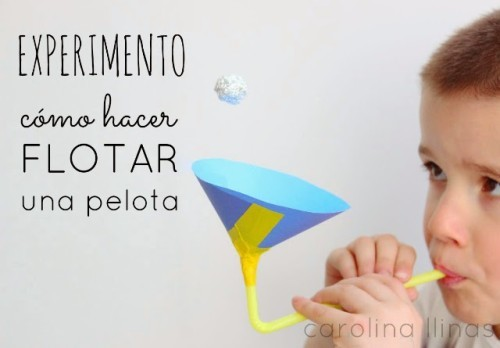 EXPERIMENTO
cómo hacer
FLOTAR
una pelota
carolina llinas